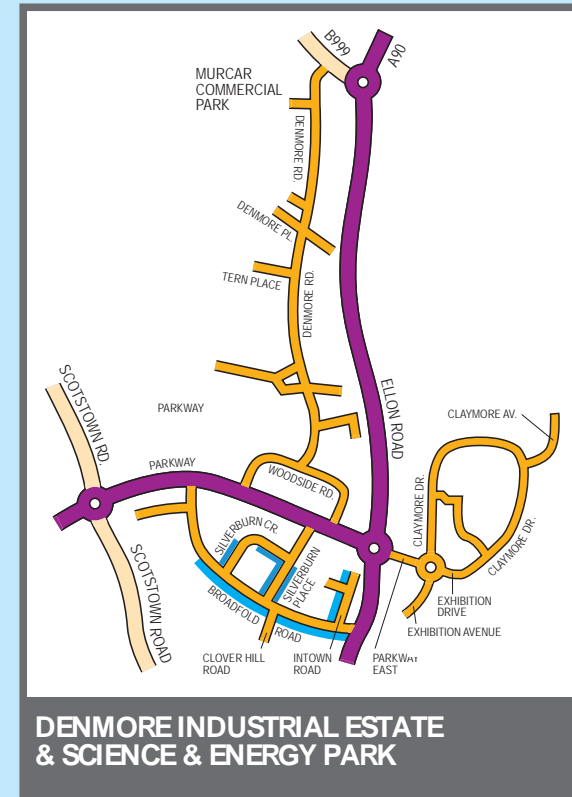 B999
A90
MURCAR
COMMERCIAL
PARK
DENMORE RD.
DENMORE PL.
TERN PLACE
DENMORE RD.
SCOTSTOWN RD.
PARKWAY
ELLON ROAD
CLAYMORE AV.
PARKWAY
WOODSIDE RD.
CLAYMORE DR.
SILVERBURN CR.
CLAYMORE DR.
SCOTSTOWN ROAD
SILVERBURN
PLACE
BROADFOLD ROAD
EXHIBITION
DRIVE
EXHIBITION AVENUE
CLOVER HILL
ROAD
INTOWN
ROAD
PARKWAY
EAST
DENMORE INDUSTRIAL ESTATE
& SCIENCE & ENERGY PARK